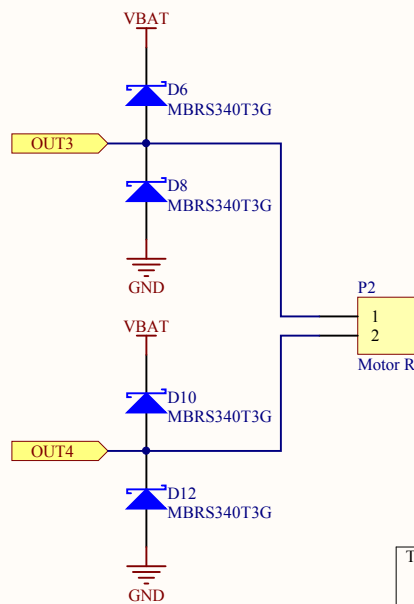 VBAT
D6
MBRS340T3G
OUT3
D8
MBRS340T3G
GND
P2
1
2
Motor R
VBAT
D10
MBRS340T3G
OUT4
D12
MBRS340T3G
GND
T